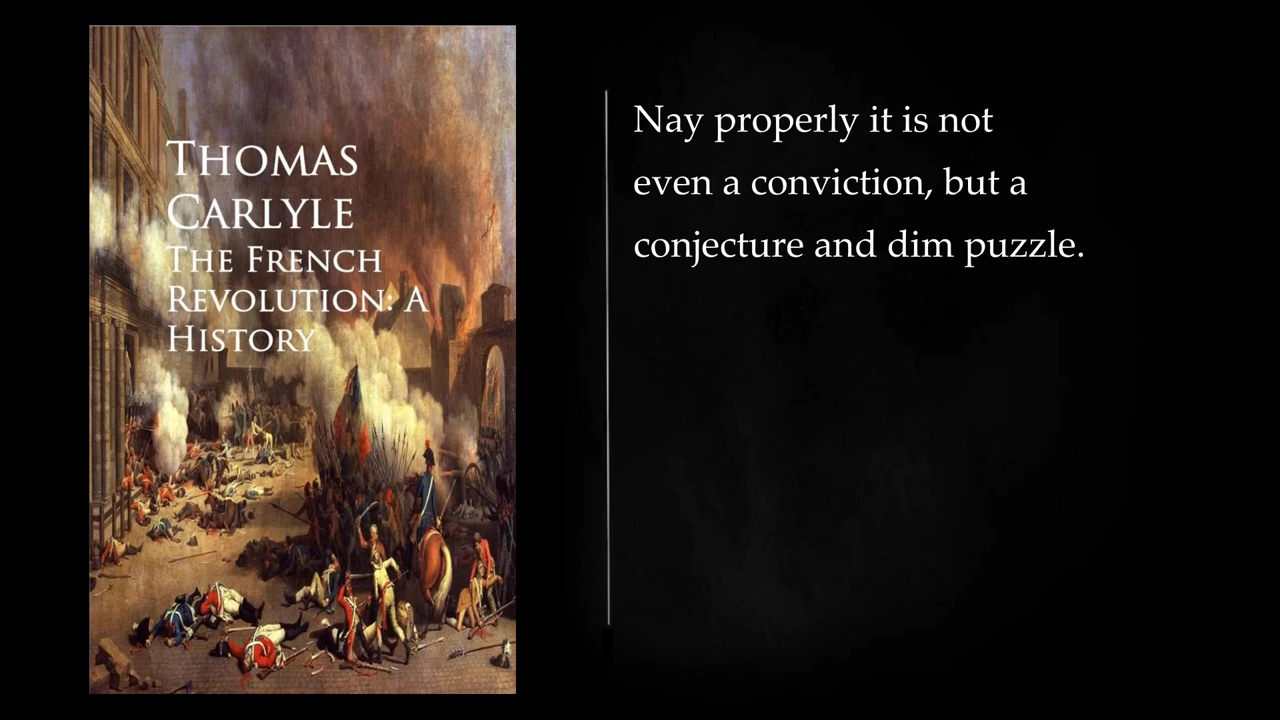 THOMAS
CARLYLE
THE FRENCH
REVOLUTION: A
HISTORY
Nay properly it is not
even a conviction, but a
conjecture and dim puzzle.